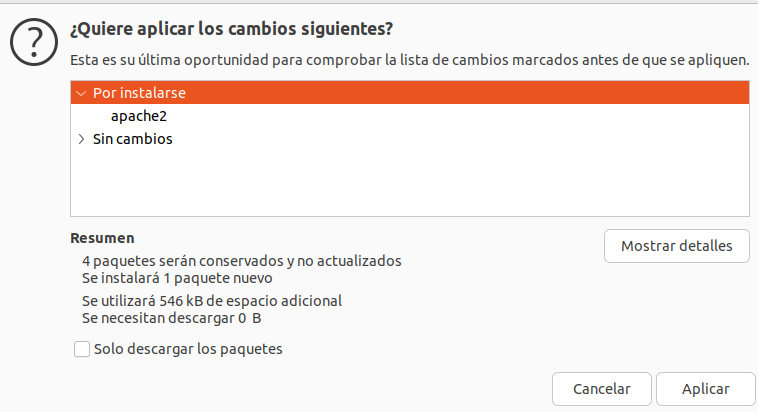 ¿Quiere aplicar los cambios siguientes?
Esta es su última oportunidad para comprobar la lista de cambios marcados antes de que se apliquen.
Por instalarse
apache2
Sin cambios
Resumen
Mostrar detalles
4 paquetes serán conservados y no actualizados
Se instalará 1 paquete nuevo
Se utilizará 546 kB de espacio adicional
Se necesitan descargar 0 B
Solo descargar los paquetes
Cancelar
Aplicar